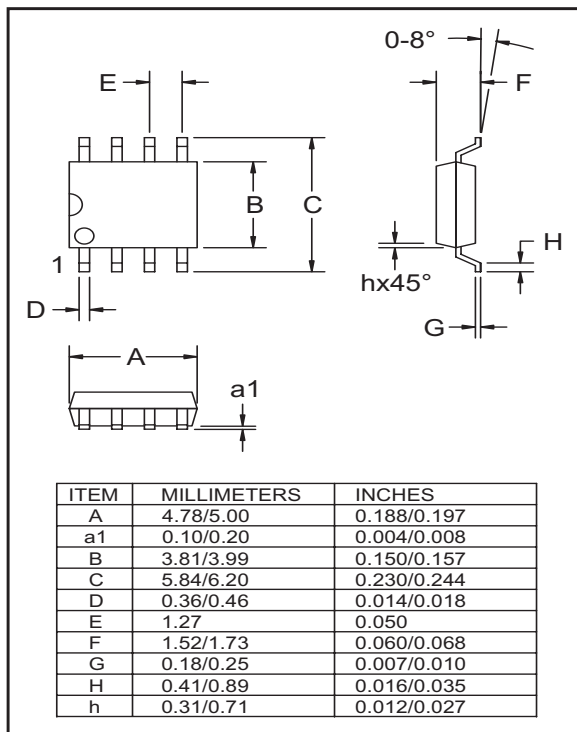 0-8°
E
F
B
C
1
H
hx45°
D
G
A
a1
ITEM MILLIMETERS INCHES
A 4.78/5.00 0.188/0.197
a1 0.10/0.20 0.004/0.008
B 3.81/3.99 0.150/0.157
C 5.84/6.20 0.230/0.244
D 0.36/0.46 0.014/0.018
E 1.27 0.050
F 1.52/1.73 0.060/0.068
G 0.18/0.25 0.007/0.010
H 0.41/0.89 0.016/0.035
h 0.31/0.71 0.012/0.027